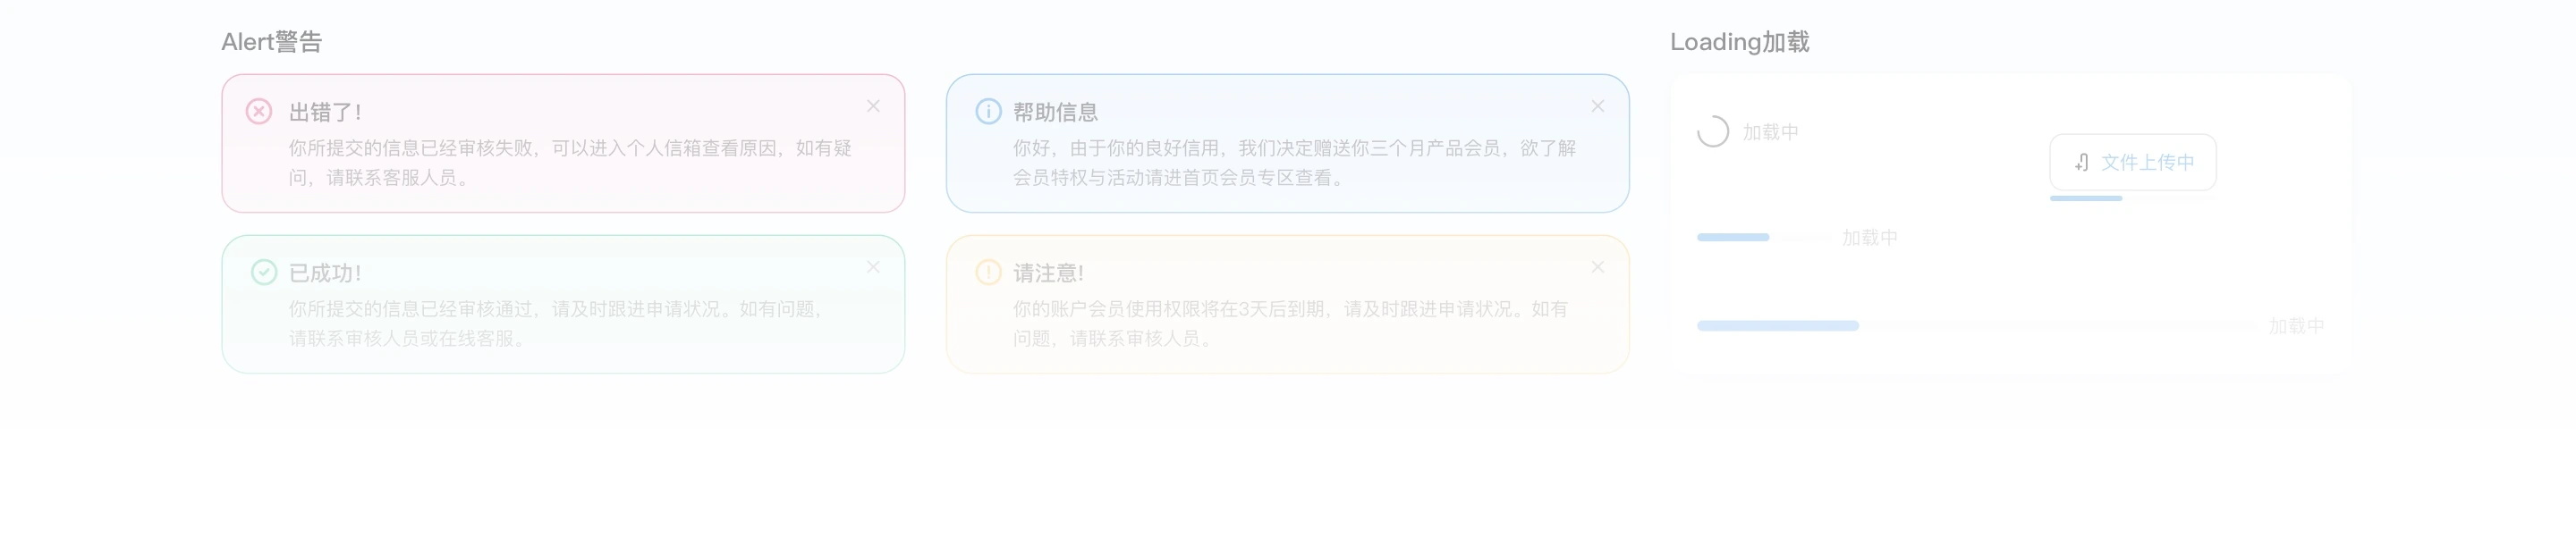 Alert警告
出错了!
你所提交的信息已经审核失败，可以进入个人信箱查看原因，如有疑
问，请联系客服人员。
帮助信息
你好，由于你的良好信用，我们决定赠送你三个月产品会员，欲了解
会员特权与活动请进首页会员专区查看。
已成功!
你所提交的信息已经审核通过，请及时跟进申请状况。如有问题，
请联系审核人员或在线客服。
请注意!
你的账户会员使用权限将在3天后到期，请及时跟进申请状况。如有
问题，请联系审核人员。
Loading加载
加载中
文件上传中
加载中
加载中